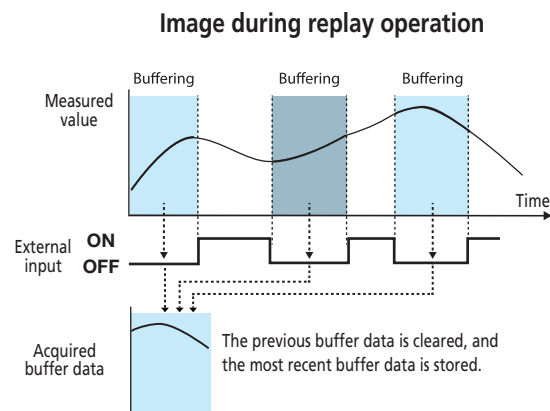 Image during replay operation
Buffering Buffering Buffering
Measured
value
Time
External
input
ON
OFF
Acquired
buffer data
The previous buffer data is cleared, and
the most recent buffer data is stored.